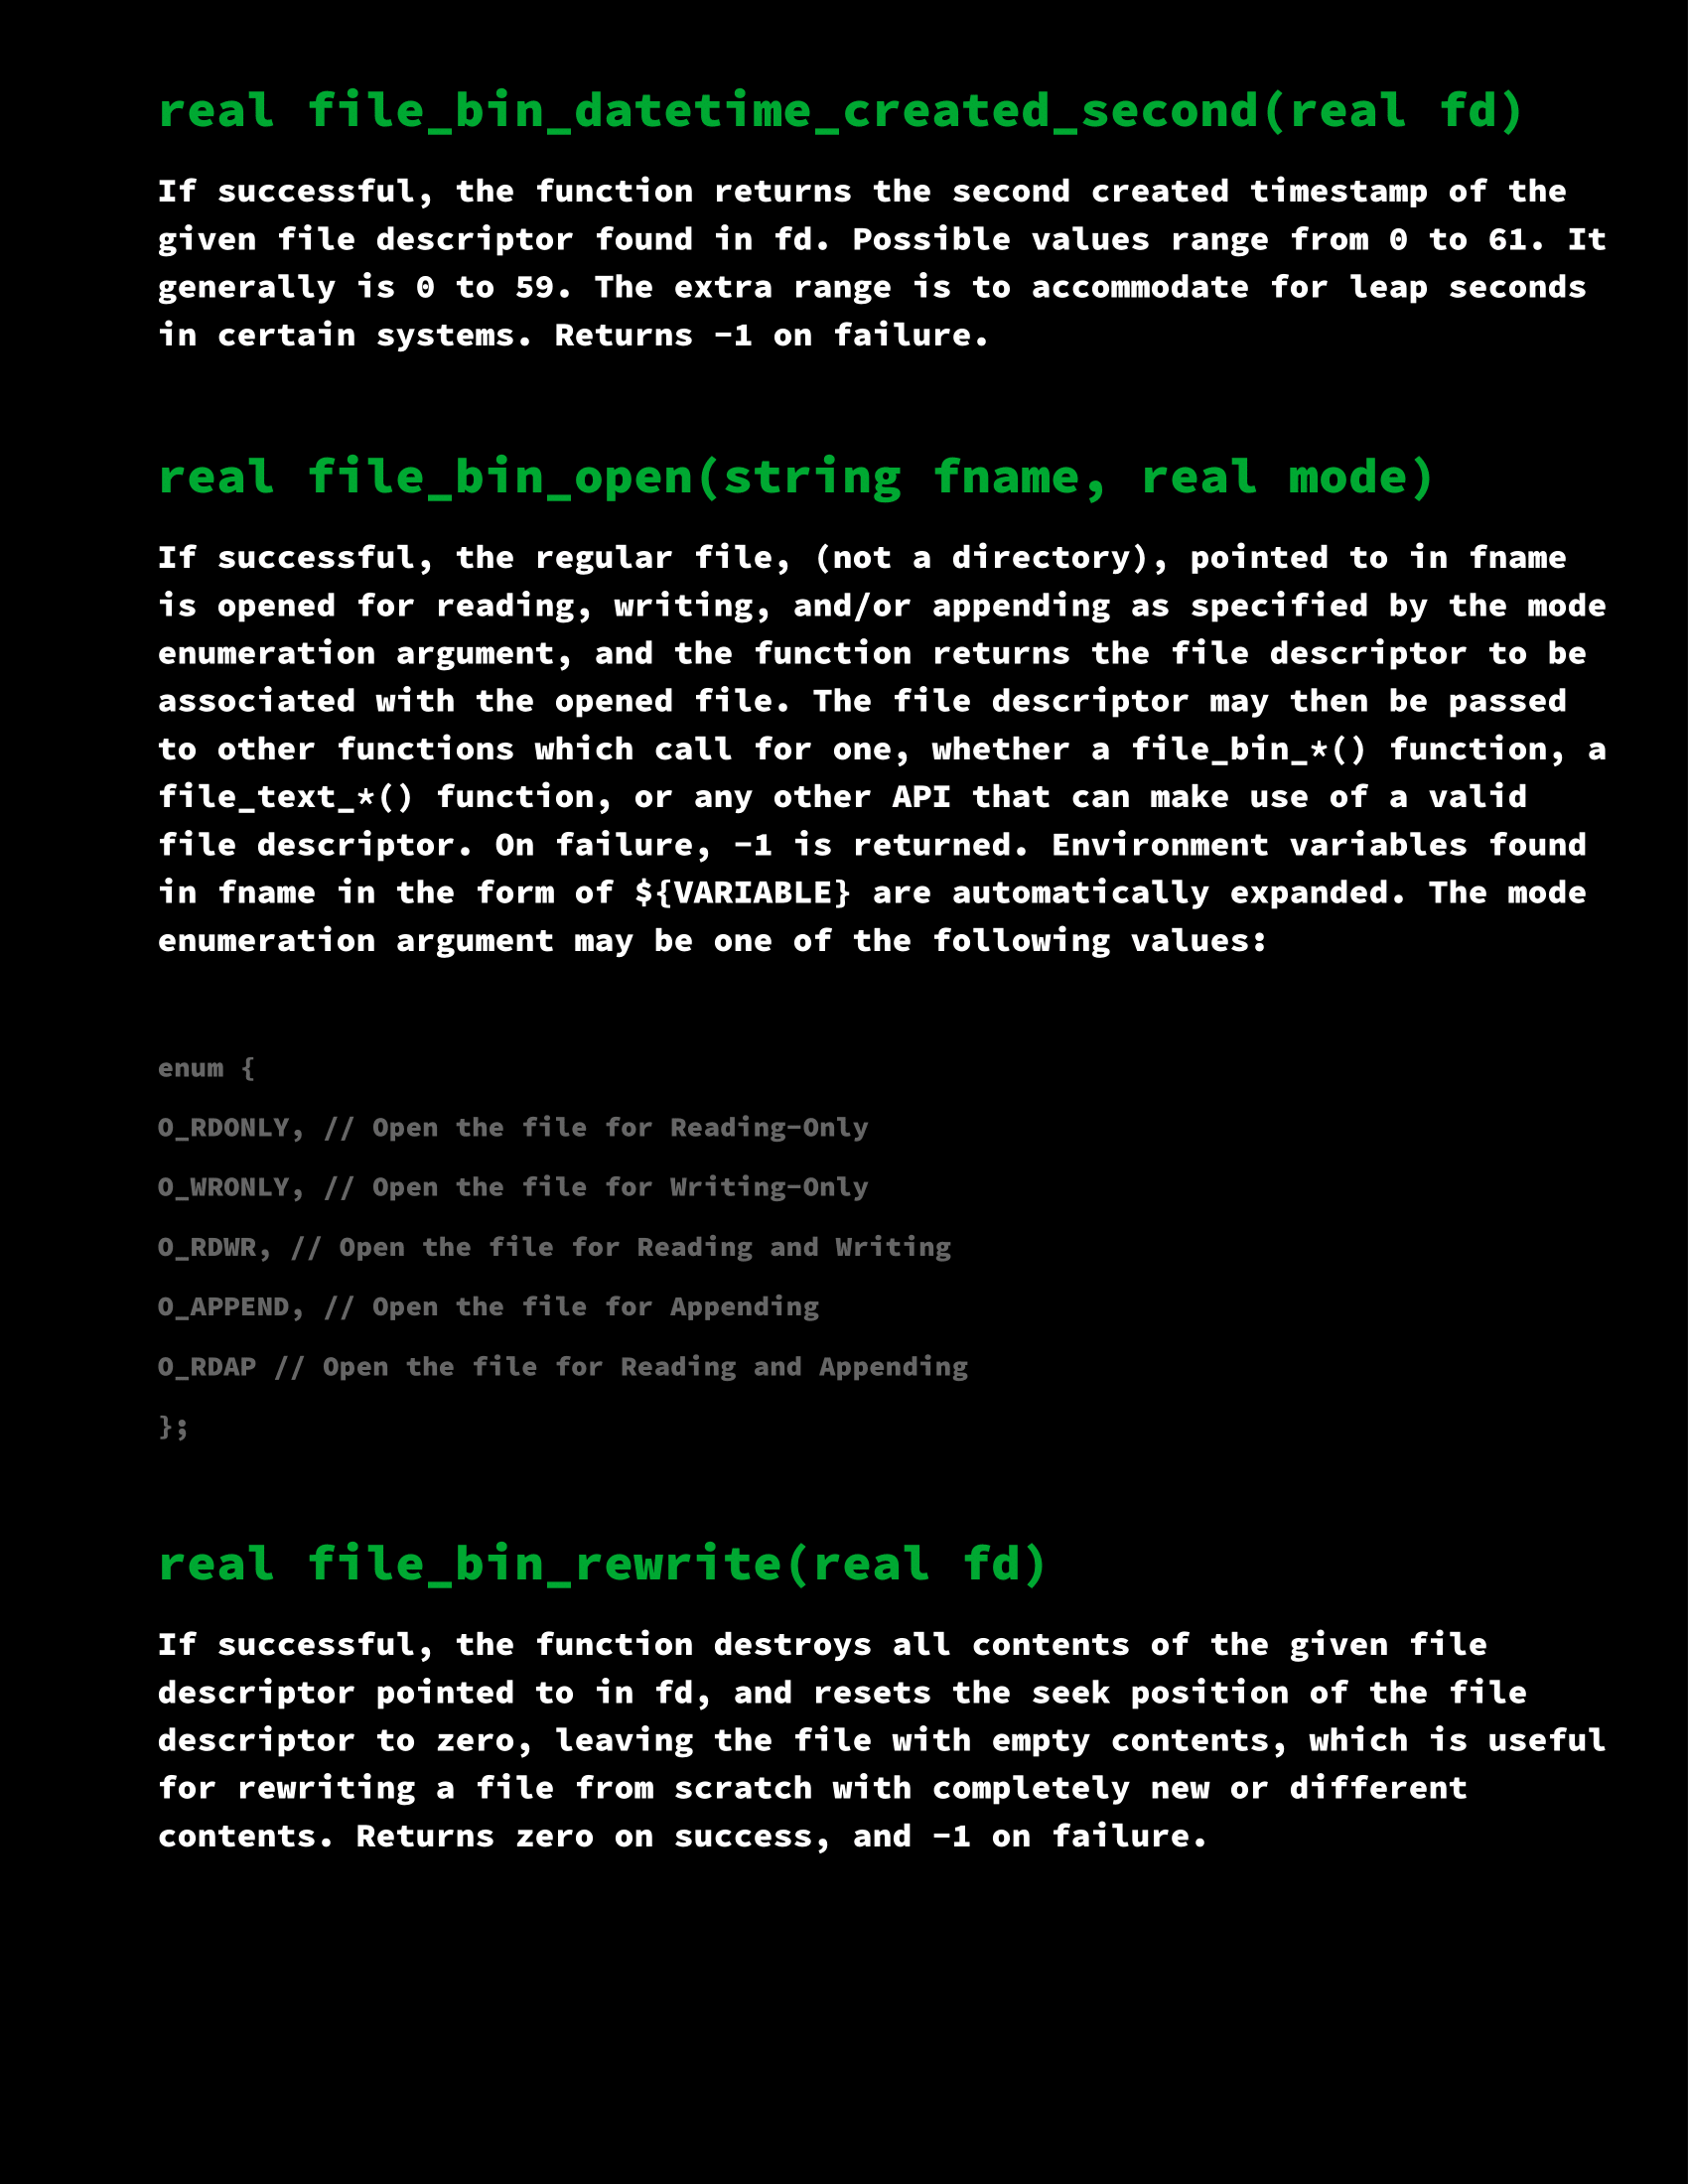 real file_bin_datetime_created_second(real fd)
If successful, the function returns the second created timestamp of the
given file descriptor found in fd. Possible values range from 0 to 61. It
generally is 0 to 59. The extra range is to accommodate for leap seconds
in certain systems. Returns -1 on failure.
real file_bin_open(string fname, real mode)
If successful, the regular file, (not a directory), pointed to in fname
is opened for reading, writing, and/or appending as specified by the mode
enumeration argument, and the function returns the file descriptor to be
associated with the opened file. The file descriptor may then be passed
to other functions which call for one, whether a file_bin_*() function, a
file_text_*() function, or any other API that can make use of a valid
file descriptor. On failure, -1 is returned. Environment variables found
in fname in the form of ${VARIABLE} are automatically expanded. The mode
enumeration argument may be one of the following values:
enum {
O_RDONLY, // Open the file for Reading-Only
O_WRONLY, // Open the file for Writing-Only
O_RDWR, // Open the file for Reading and Writing
O_APPEND, // Open the file for Appending
O_RDAP // Open the file for Reading and Appending
};
real file_bin_rewrite(real fd)
If successful, the function destroys all contents of the given file
descriptor pointed to in fd, and resets the seek position of the file
descriptor to zero, leaving the file with empty contents, which is useful
for rewriting a file from scratch with completely new or different
contents. Returns zero on success, and -1 on failure.